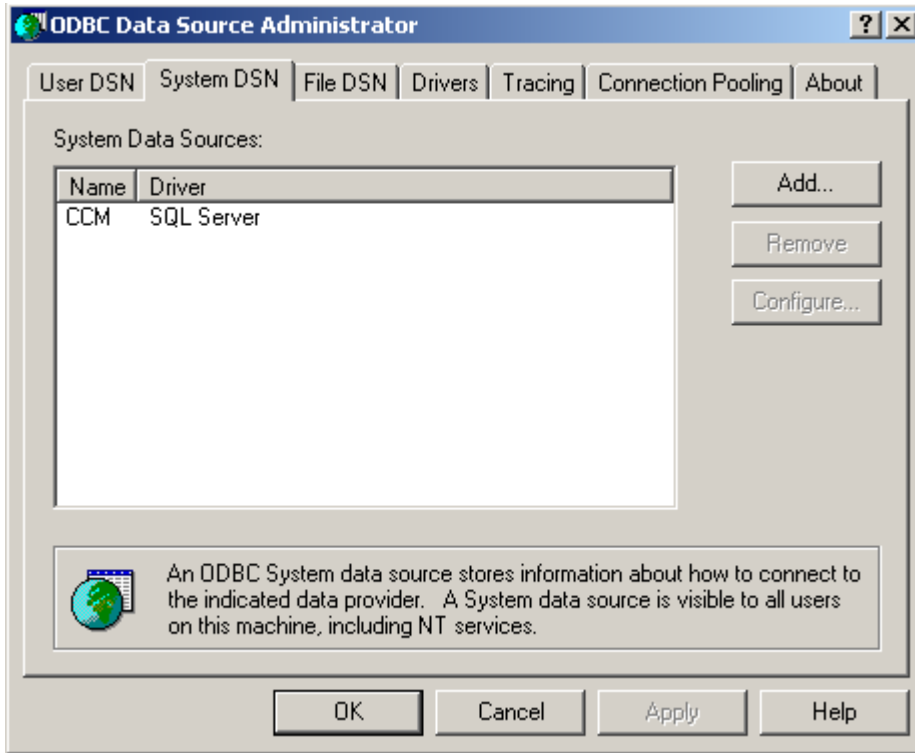 ODBC Data Source Administrator
? ×
User DSN System DSN File DSN Drivers Tracing Connection Pooling About
System Data Sources:
Name Driver
CCM SQL Server
Add...
Remove
Configure...
An ODBC System data source stores information about how to connect to
the indicated data provider. A System data source is visible to all users
on this machine, including NT services.
OK Cancel Apply Help